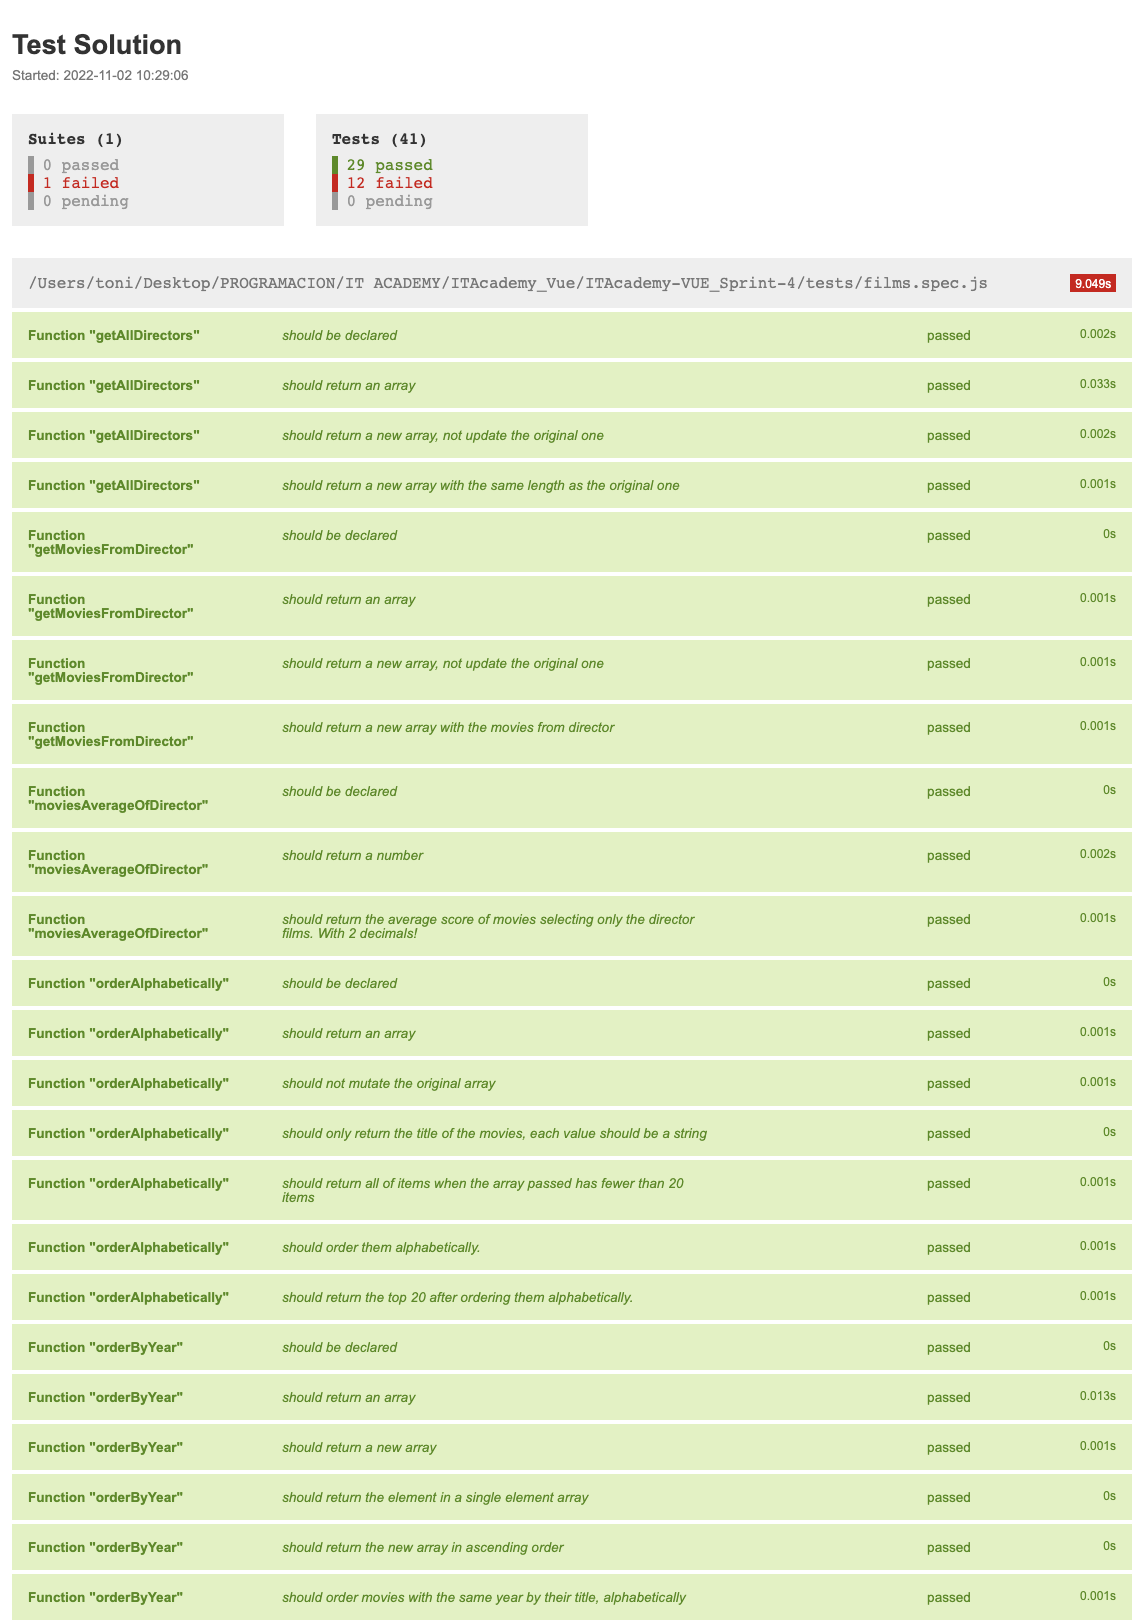 Test Solution
Started: 2022-11-02 10:29:06
Suites (1)
0 passed
1 failed
0 pending
Tests (41)
29 passed
12 failed
0 pending
/Users/toni/Desktop/PROGRAMACION/IT ACADEMY/ITAcademy_Vue/ITAcademy-VUE_Sprint-4/tests/films.spec.js 9.049s
Function "getAllDirectors" should be declared passed 0.002s
Function "getAllDirectors" should return an array passed 0.033s
Function "getAllDirectors" should return a new array, not update the original one passed 0.002s
Function "getAllDirectors" should return a new array with the same length as the original one passed 0.001s
Function should be declared passed 0s
"getMoviesFromDirector"
Function should return an array passed 0.001s
"getMoviesFromDirector"
Function should return a new array, not update the original one passed 0.001s
"getMoviesFromDirector"
Function should return a new array with the movies from director passed 0.001s
"getMoviesFromDirector"
Function should be declared passed 0s
"moviesAverageOfDirector"
Function should return a number passed 0.002s
"moviesAverageOfDirector"
Function should return the average score of movies selecting only the director passed 0.001s
"moviesAverageOfDirector" films. With 2 decimals!
Function "orderAlphabetically" should be declared passed 0s
Function "orderAlphabetically" should return an array passed 0.001s
Function "orderAlphabetically" should not mutate the original array passed 0.001s
Function "orderAlphabetically" should only return the title of the movies, each value should be a string passed 0s
Function "orderAlphabetically" should return all of items when the array passed has fewer than 20 passed 0.001s
items
Function "orderAlphabetically" should order them alphabetically. passed 0.001s
Function "orderAlphabetically" should return the top 20 after ordering them alphabetically. passed 0.001s
Function "orderByYear" should be declared passed 0s
Function "orderByYear" should return an array passed 0.013s
Function "orderByYear" should return a new array passed 0.001s
Function "orderByYear" should return the element in a single element array passed 0s
Function "orderByYear" should return the new array in ascending order passed 0s
Function "orderByYear" should order movies with the same year by their title, alphabetically passed 0.001s